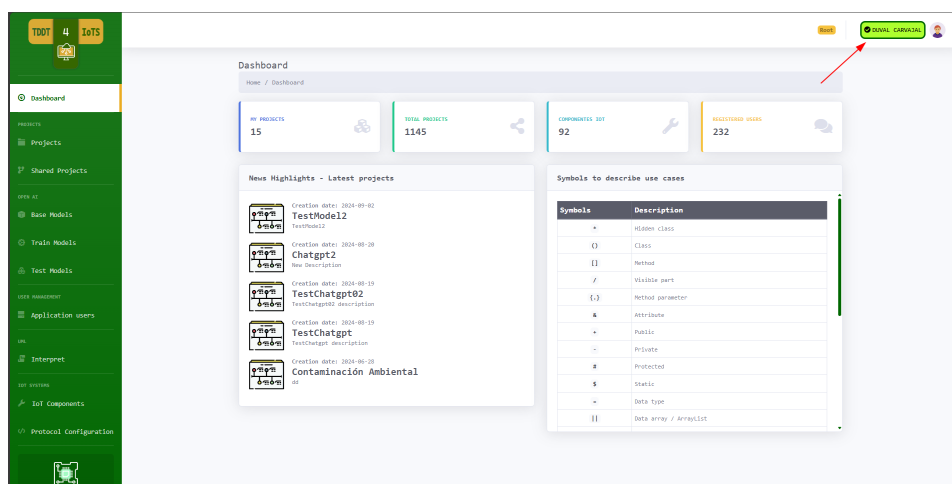 TDDT 4 IoTS
Root
DUVAL CARVAJAL
Dashboard
Home / Dashboard
Dashboard
PROJECTS
Projects
Shared Projects
OPEN AI
Base Models
Train Models
Test Models
USER MANAGEMENT
Application users
UML
Interpret
IOT SYSTEMS
IoT Components
Protocol Configuration
MY PROJECTS
15
TOTAL PROJECTS
1145
COMPONENTES IOT
92
REGISTERED USERS
232
News Highlights - Latest projects
Creation date: 2024-09-02
TestModel2
TestModel2
Creation date: 2024-08-20
Chatgpt2
New Description
Creation date: 2024-08-19
TestChatgpt02
TestChatgpt02 description
Creation date: 2024-08-19
TestChatgpt
TestChatgpt description
Creation date: 2024-06-28
Contaminación Ambiental
dd
Symbols to describe use cases
Symbols Description
* Hidden class
() Class
[] Method
/ Visible part
{.} Method parameter
& Attribute
+ Public
- Private
# Protected
$ Static
= Data type
|| Data array / ArrayList